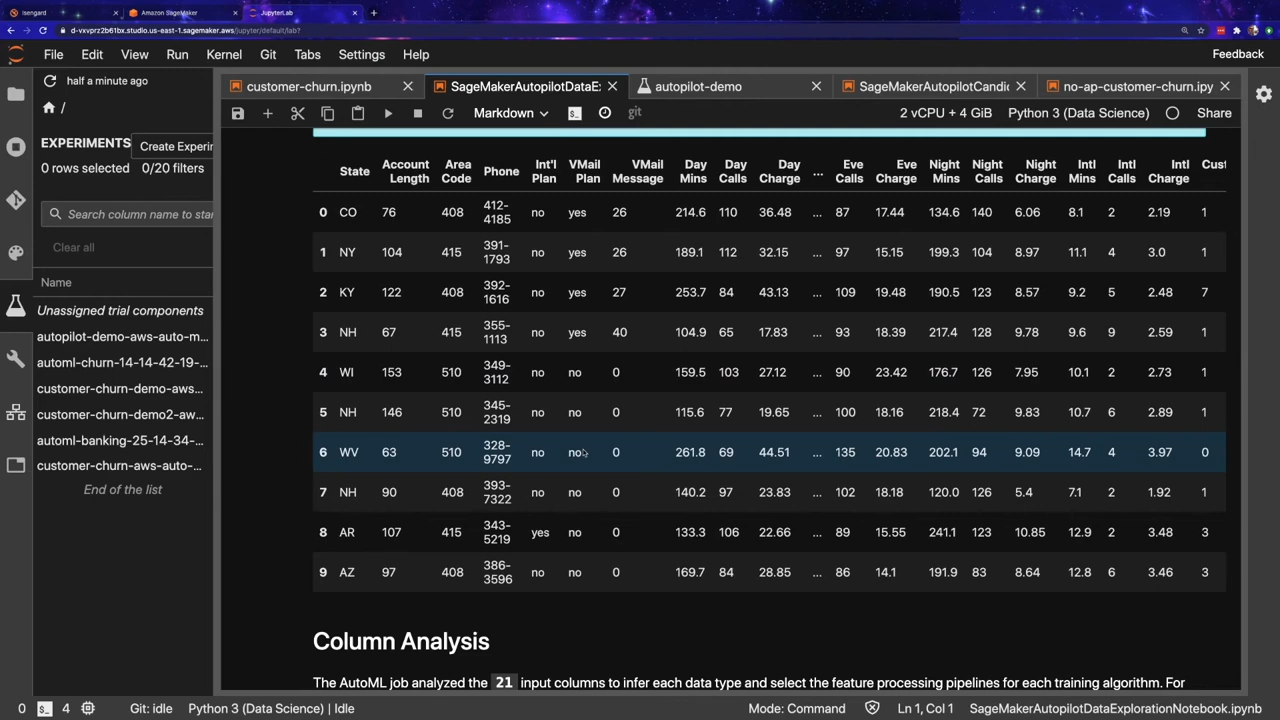 Isengard
Amazon SageMaker
JupyterLab
d-vxvprz2b61bx.studio.us-east-1.sagemaker.aws/jupyter/default/lab?
File Edit View Run Kernel Git Tabs Settings Help Feedback
half a minute ago
/
EXPERIMENTS
Create Experir
0 rows selected 0/20 filters
Search column name to star
Clear all
Name
Unassigned trial components
autopilot-demo-aws-auto-m...
automl-churn-14-14-42-19-...
customer-churn-demo-aws...
customer-churn-demo2-aw...
automl-banking-25-14-34-...
customer-churn-aws-auto-...
End of the list
customer-churn.ipynb SageMakerAutopilotDataEx autopilot-demo SageMakerAutopilotCandic no-ap-customer-churn.ipy
Markdown git 2 vCPU + 4 GiB Python 3 (Data Science) Share
State Account Length Area Code Phone Int'l Plan VMail Plan VMail Message Day Mins Day Calls Day Charge ... Eve Calls Eve Charge Night Mins Night Calls Night Charge Intl Mins Intl Calls Intl Charge Cust
0 CO 76 408 412-4185 no yes 26 214.6 110 36.48 ... 87 17.44 134.6 140 6.06 8.1 2 2.19 1
1 NY 104 415 391-1793 no yes 26 189.1 112 32.15 ... 97 15.15 199.3 104 8.97 11.1 4 3.0 1
2 KY 122 408 392-1616 no yes 27 253.7 84 43.13 ... 109 19.48 190.5 123 8.57 9.2 5 2.48 7
3 NH 67 415 355-1113 no yes 40 104.9 65 17.83 ... 93 18.39 217.4 128 9.78 9.6 9 2.59 1
4 WI 153 510 349-3112 no no 0 159.5 103 27.12 ... 90 23.42 176.7 126 7.95 10.1 2 2.73 1
5 NH 146 510 345-2319 no no 0 115.6 77 19.65 ... 100 18.16 218.4 72 9.83 10.7 6 2.89 1
6 WV 63 510 328-9797 no no 0 261.8 69 44.51 ... 135 20.83 202.1 94 9.09 14.7 4 3.97 0
7 NH 90 408 393-7322 no no 0 140.2 97 23.83 ... 102 18.18 120.0 126 5.4 7.1 2 1.92 1
8 AR 107 415 343-5219 yes no 0 133.3 106 22.66 ... 89 15.55 241.1 123 10.85 12.9 2 3.48 3
9 AZ 97 408 386-3596 no no 0 169.7 84 28.85 ... 86 14.1 191.9 83 8.64 12.8 6 3.46 3
Column Analysis
The AutoML job analyzed the 21 input columns to infer each data type and select the feature processing pipelines for each training algorithm. For
0 4 Git: idle Python 3 (Data Science) | Idle Mode: Command Ln 1, Col 1 SageMakerAutopilotDataExplorationNotebook.ipynb